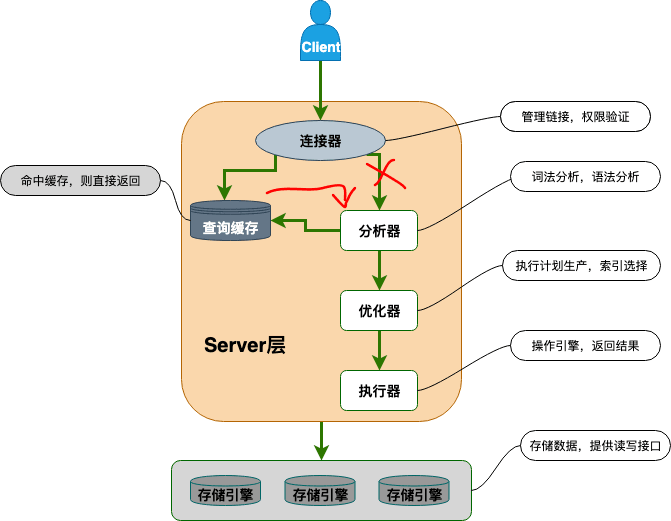 Client
连接器
管理链接，权限验证
命中缓存，则直接返回
词法分析，语法分析
查询缓存
分析器
执行计划生产，索引选择
优化器
Server层
操作引擎，返回结果
执行器
存储数据，提供读写接口
存储引擎
存储引擎
存储引擎